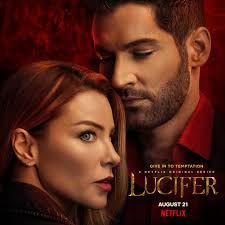 GIVE IN TO TEMPTATION
A NETFLIX ORIGINAL SERIES
LUCIFER
AUGUST 21
NETFLIX